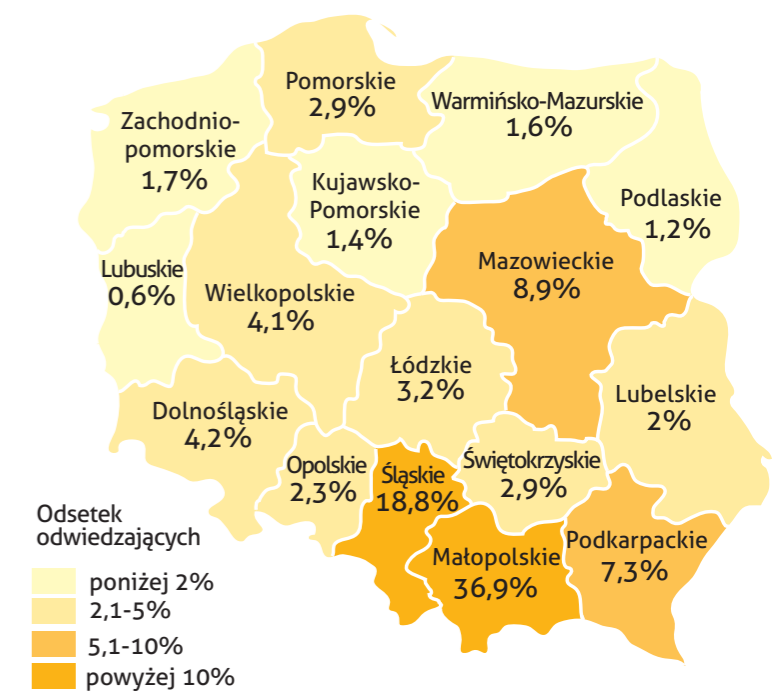 Pomorskie
2,9%
Warmińsko-Mazurskie
1,6%
Zachodnio-
pomorskie
1,7%
Kujawsko-
Pomorskie
1,4%
Podlaskie
1,2%
Mazowieckie
8,9%
Lubuskie
0,6%
Wielkopolskie
4,1%
Łódzkie
3,2%
Lubelskie
2%
Dolnośląskie
4,2%
Opolskie
2,3%
Śląskie
18,8%
Świętokrzyskie
2,9%
Małopolskie
36,9%
Podkarpackie
7,3%
Odsetek
odwiedzających
poniżej 2%
2,1-5%
5,1-10%
powyżej 10%